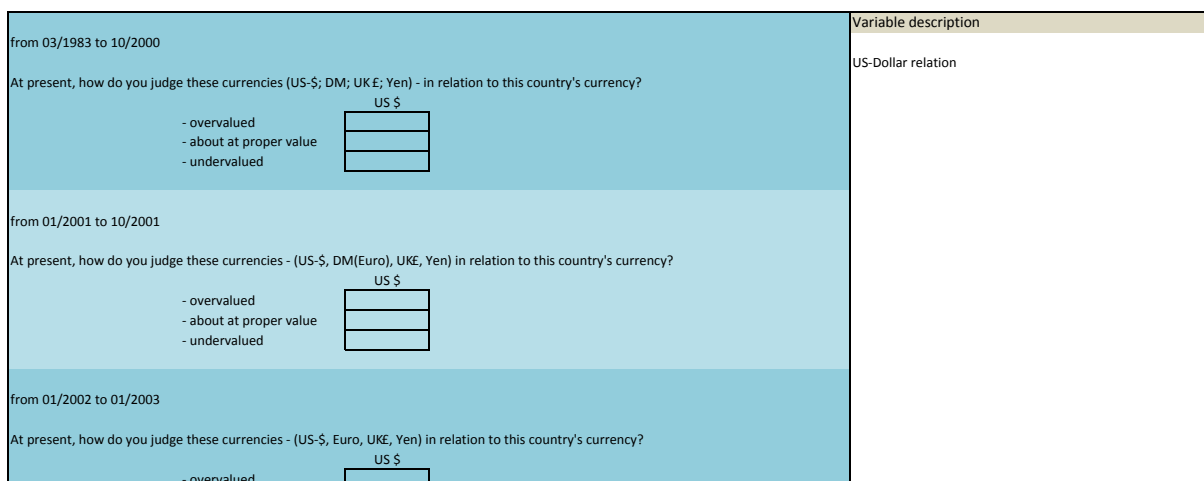 Variable description
from 03/1983 to 10/2000
US-Dollar relation
At present, how do you judge these currencies (US-$; DM; UK£; Yen) - in relation to this country's currency?
US $
- overvalued
- about at proper value
- undervalued
from 01/2001 to 10/2001
At present, how do you judge these currencies - (US-$, DM(Euro), UK£, Yen) in relation to this country's currency?
US $
- overvalued
- about at proper value
- undervalued
from 01/2002 to 01/2003
At present, how do you judge these currencies - (US-$, Euro, UK£, Yen) in relation to this country's currency?
US $
- overvalued